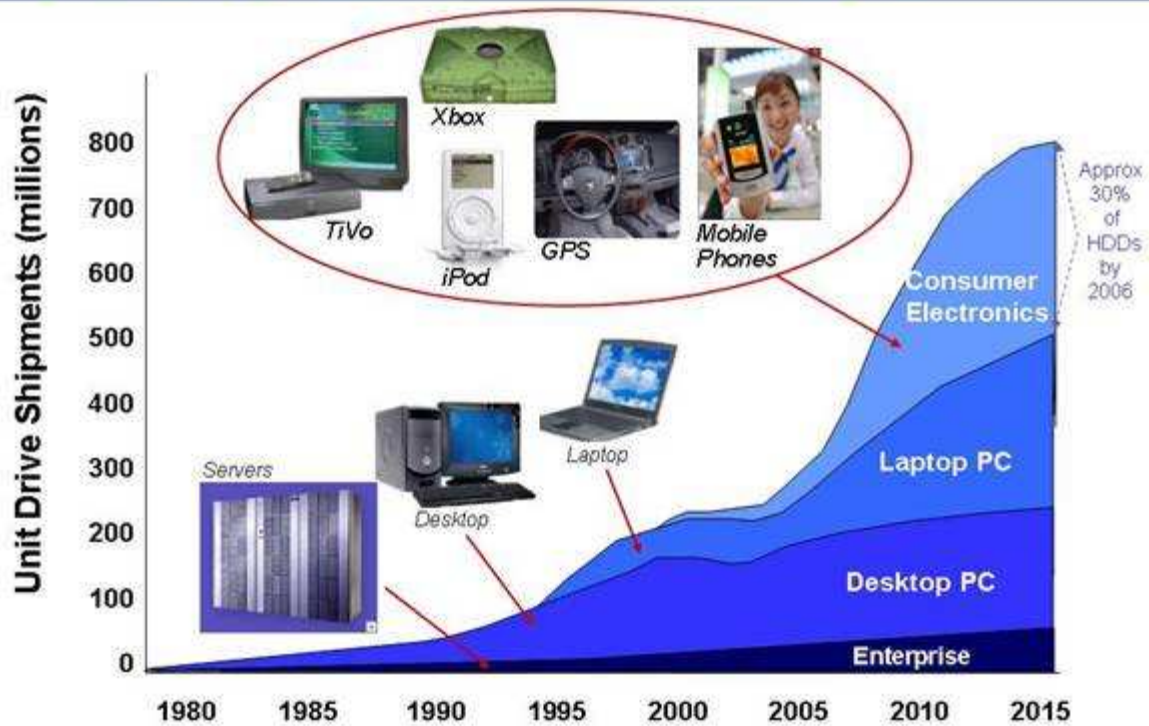 Xbox
TiVo
iPod
GPS
Mobile
Phones
Unit Drive Shipments (millions)
800
700
600
500
400
300
200
100
0
Approx
30%
of
HDDs
by
2006
Consumer
Electronics
Laptop
Servers
Desktop
Laptop PC
Desktop PC
Enterprise
1980 1985 1990 1995 2000 2005 2010 2015